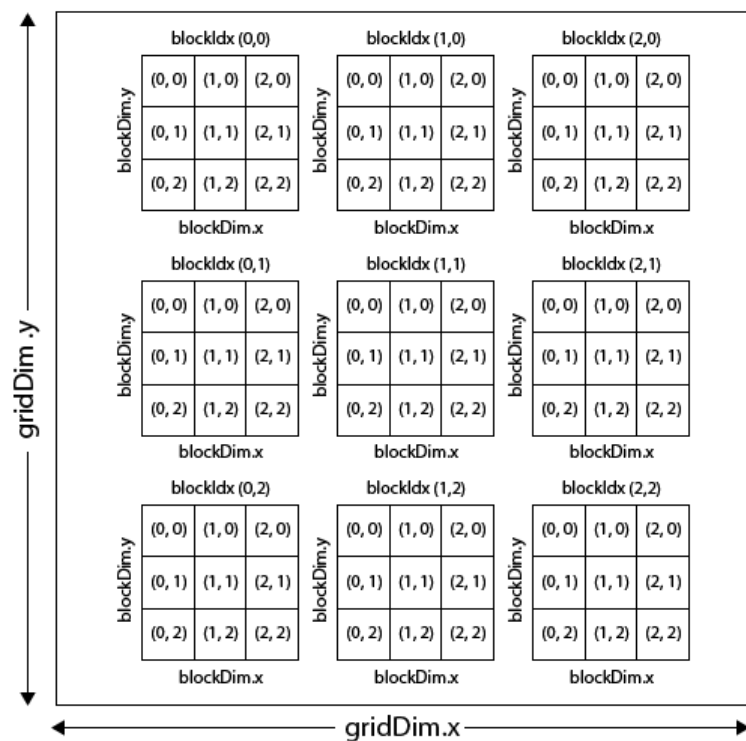 blockIdx (0,0) blockIdx (1,0) blockIdx (2,0)
(0, 0) (1, 0) (2, 0) (0, 0) (1, 0) (2, 0) (0, 0) (1, 0) (2, 0)
blockDim.y blockDim.y blockDim.y
(0, 1) (1, 1) (2, 1) (0, 1) (1, 1) (2, 1) (0, 1) (1, 1) (2, 1)
(0, 2) (1, 2) (2, 2) (0, 2) (1, 2) (2, 2) (0, 2) (1, 2) (2, 2)
blockDim.x blockDim.x blockDim.x
blockIdx (0,1) blockIdx (1,1) blockIdx (2,1)
(0, 0) (1, 0) (2, 0) (0, 0) (1, 0) (2, 0) (0, 0) (1, 0) (2, 0)
blockDim.y blockDim.y blockDim.y
(0, 1) (1, 1) (2, 1) (0, 1) (1, 1) (2, 1) (0, 1) (1, 1) (2, 1)
gridDim .y
(0, 2) (1, 2) (2, 2) (0, 2) (1, 2) (2, 2) (0, 2) (1, 2) (2, 2)
blockDim.x blockDim.x blockDim.x
blockIdx (0,2) blockIdx (1,2) blockIdx (2,2)
(0, 0) (1, 0) (2, 0) (0, 0) (1, 0) (2, 0) (0, 0) (1, 0) (2, 0)
blockDim.y blockDim.y blockDim.y
(0, 1) (1, 1) (2, 1) (0, 1) (1, 1) (2, 1) (0, 1) (1, 1) (2, 1)
(0, 2) (1, 2) (2, 2) (0, 2) (1, 2) (2, 2) (0, 2) (1, 2) (2, 2)
blockDim.x blockDim.x blockDim.x
gridDim.x